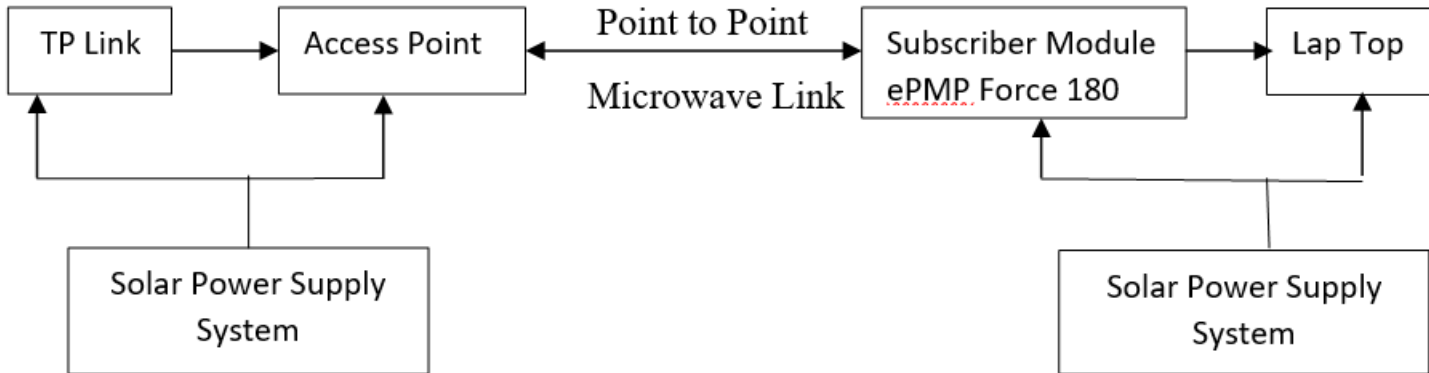 TP Link
Access Point
Point to Point
Microwave Link
Subscriber Module
ePMP Force 180
Lap Top
Solar Power Supply
System
Solar Power Supply
System